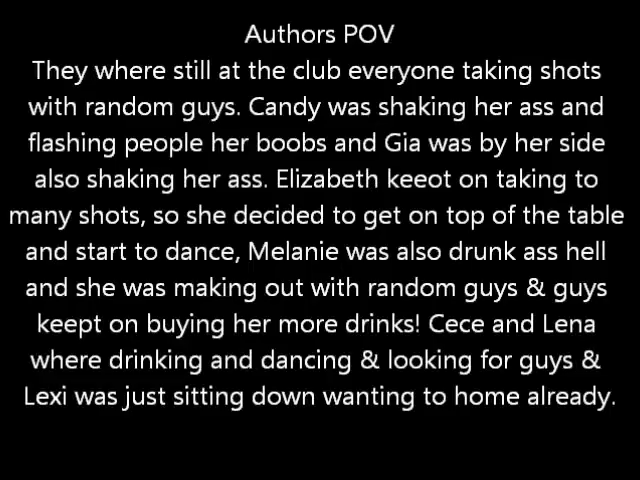 Authors POV
They where still at the club everyone taking shots
with random guys. Candy was shaking her ass and
flashing people her boobs and Gia was by her side
also shaking her ass. Elizabeth keeot on taking to
many shots, so she decided to get on top of the table
and start to dance, Melanie was also drunk ass hell
and she was making out with random guys & guys
keept on buying her more drinks! Cece and Lena
where drinking and dancing & looking for guys &
Lexi was just sitting down wanting to home already.